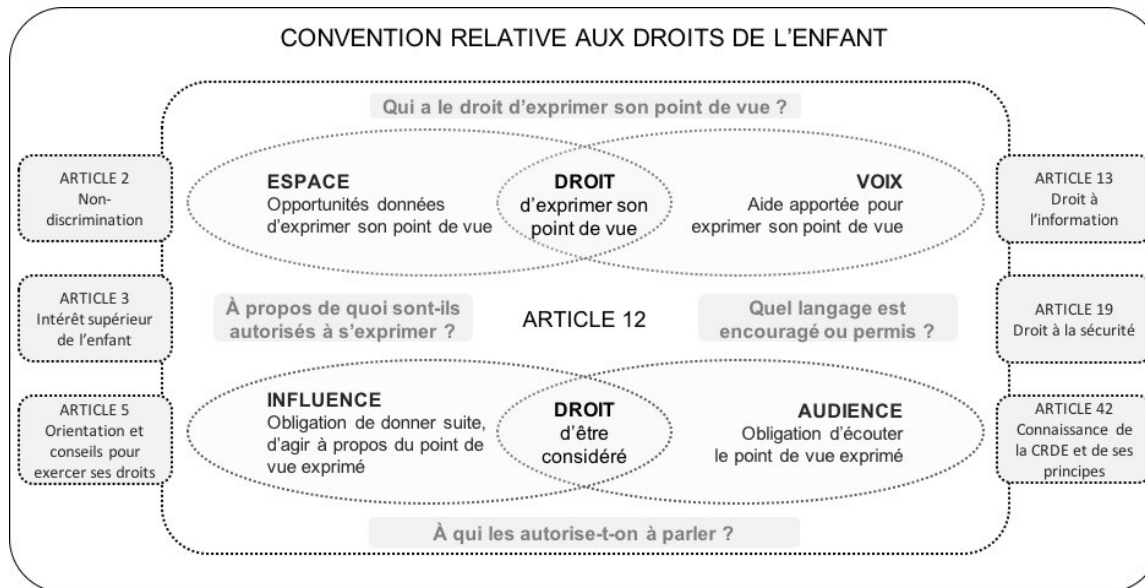 CONVENTION RELATIVE AUX DROITS DE L’ENFANT
Qui a le droit d’exprimer son point de vue ?
ARTICLE 2
Non-
discrimination
ARTICLE 3
Intérêt supérieur
de l’enfant
ARTICLE 5
Orientation et
conseils pour
exercer ses droits
ESPACE
Opportunités données
d’exprimer son point de vue
DROIT
d’exprimer son
point de vue
VOIX
Aide apportée pour
exprimer son point de vue
À propos de quoi sont-ils
autorisés à s’exprimer ?
ARTICLE 12
Quel langage est
encouragé ou permis ?
INFLUENCE
Obligation de donner suite,
d’agir à propos du point de
vue exprimé
DROIT
d’être
considéré
AUDIENCE
Obligation d’écouter
le point de vue exprimé
À qui les autorise-t-on à parler ?
ARTICLE 13
Droit à
l’information
ARTICLE 19
Droit à la sécurité
ARTICLE 42
Connaissance de
la CRDE et de ses
principes